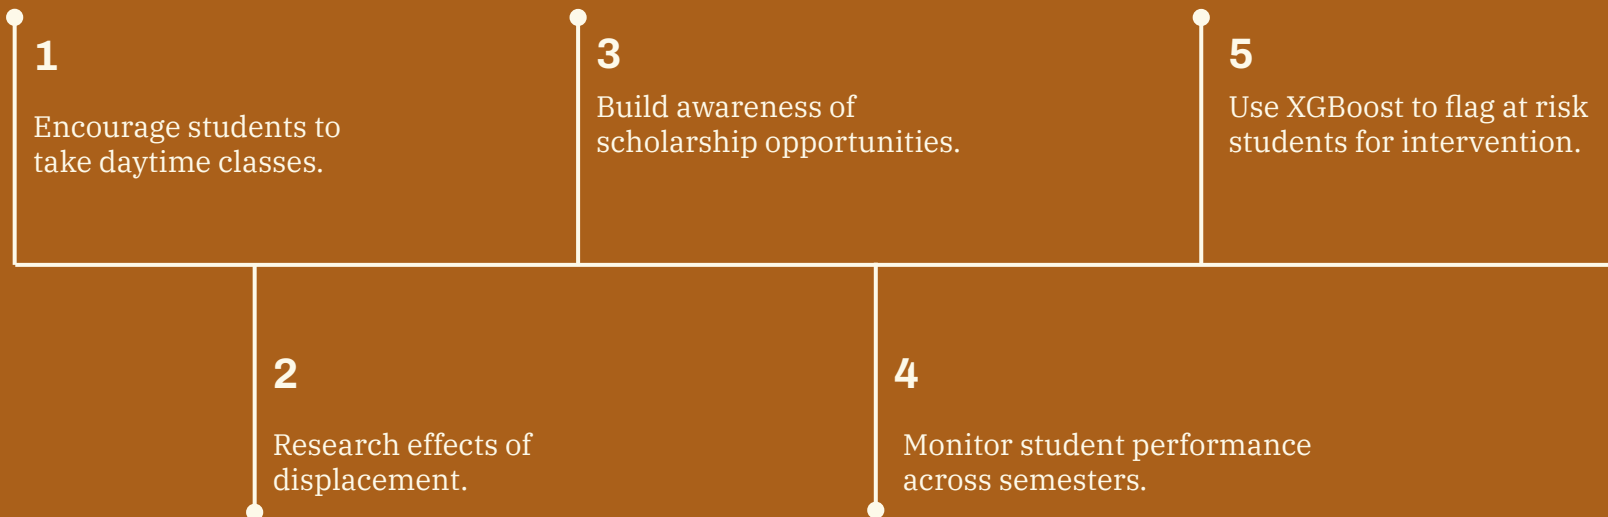 1
Encourage students to
take daytime classes.
2
Research effects of
displacement.
3
Build awareness of
scholarship opportunities.
4
Monitor student performance
across semesters.
5
Use XGBoost to flag at risk
students for intervention.